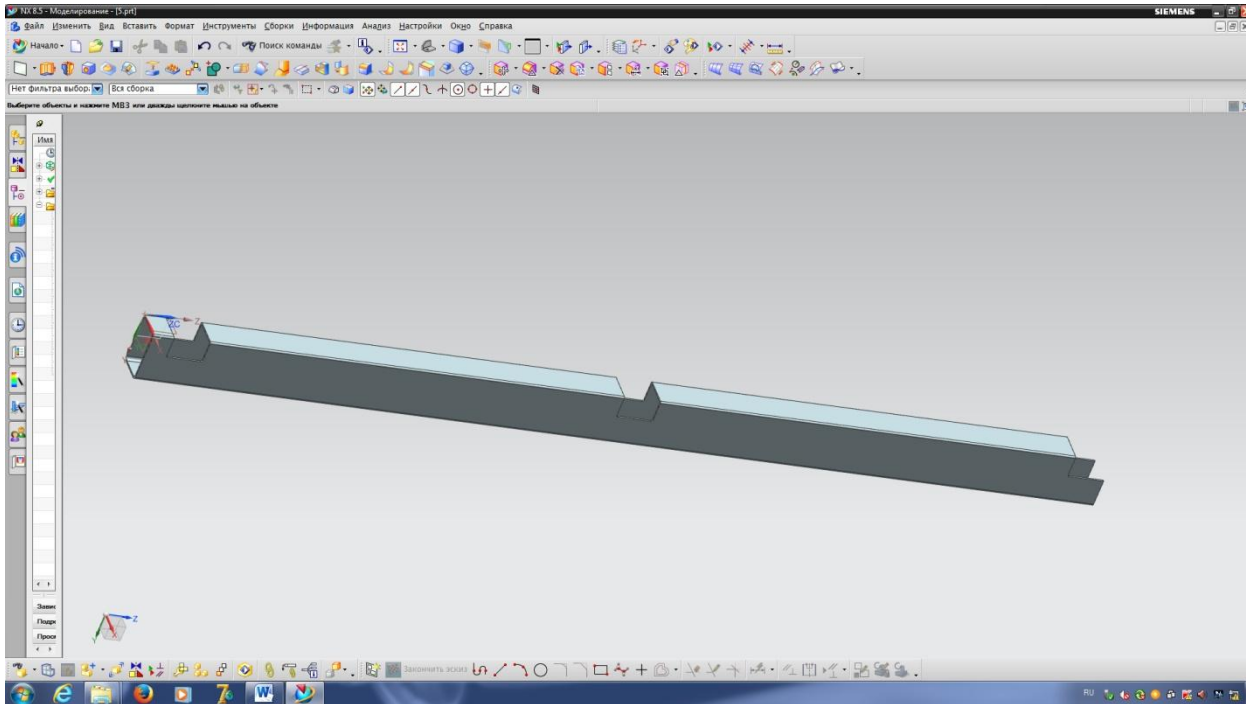 NX 8.5 - Моделирование - [5.prt]
SIEMENS
Файл Изменить Вид Вставить Формат Инструменты Сборки Информация Анализ Настройки Окно Справка
Начало
Поиск команды
Нет фильтра выбор. Вся сборка
Выберите объекты и нажмите MB3 или дважды щелкните мышью на объекте
Имя
ZC Z
Завис
Подре
Просм
Z
Y
Закончить эскиз
RU